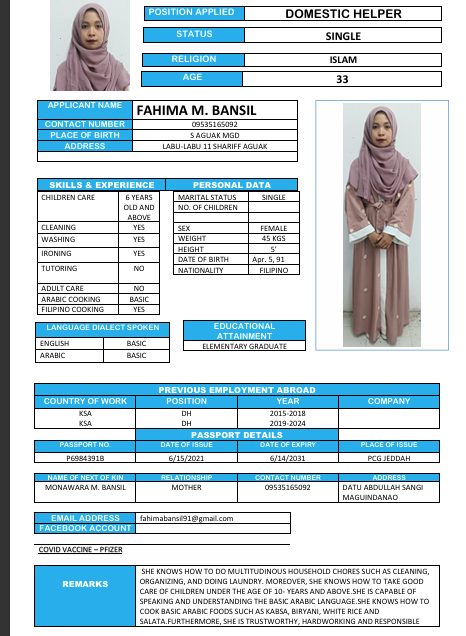 POSITION APPLIED DOMESTIC HELPER
STATUS SINGLE
RELIGION ISLAM
AGE 33
APPLICANT NAME FAHIMA M. BANSIL
CONTACT NUMBER 09535165092
PLACE OF BIRTH S AGUAK MGD
ADDRESS LABU-LABU 11 SHARIFF AGUAK
SKILLS & EXPERIENCE
CHILDREN CARE 6 YEARS
OLD AND
ABOVE
CLEANING YES
WASHING YES
IRONING YES
TUTORING NO
ADULT CARE NO
ARABIC COOKING BASIC
FILIPINO COOKING YES
PERSONAL DATA
MARITAL STATUS SINGLE
NO. OF CHILDREN
SEX FEMALE
WEIGHT 45 KGS
HEIGHT 5'
DATE OF BIRTH Apr. 5, 91
NATIONALITY FILIPINO
LANGUAGE DIALECT SPOKEN
ENGLISH BASIC
ARABIC BASIC
EDUCATIONAL
ATTAINMENT
ELEMENTARY GRADUATE
PREVIOUS EMPLOYMENT ABROAD
COUNTRY OF WORK POSITION YEAR COMPANY
KSA DH 2015-2018
KSA DH 2019-2024
PASSPORT DETAILS
PASSPORT NO. DATE OF ISSUE DATE OF EXPIRY PLACE OF ISSUE
P6984391B 6/15/2021 6/14/2031 PCG JEDDAH
NAME OF NEXT OF KIN RELATIONSHIP CONTACT NUMBER ADDRESS
MONAWARA M. BANSIL MOTHER 09535165092 DATU ABDULLAH SANGI
MAGUINDANAO
EMAIL ADDRESS fahimabansil91@gmail.com
FACEBOOK ACCOUNT
COVID VACCINE – PFIZER
REMARKS
SHE KNOWS HOW TO DO MULTITUDINOUS HOUSEHOLD CHORES SUCH AS CLEANING,
ORGANIZING, AND DOING LAUNDRY. MOREOVER, SHE KNOWS HOW TO TAKE GOOD
CARE OF CHILDREN UNDER THE AGE OF 10- YEARS AND ABOVE.SHE IS CAPABLE OF
SPEAKING AND UNDERSTANDING THE BASIC ARABIC LANGUAGE.SHE KNOWS HOW TO
COOK BASIC ARABIC FOODS SUCH AS KABSA, BIRYANI, WHITE RICE AND
SALATA.FURTHERMORE, SHE IS TRUSTWORTHY, HARDWORKING AND RESPONSIBLE